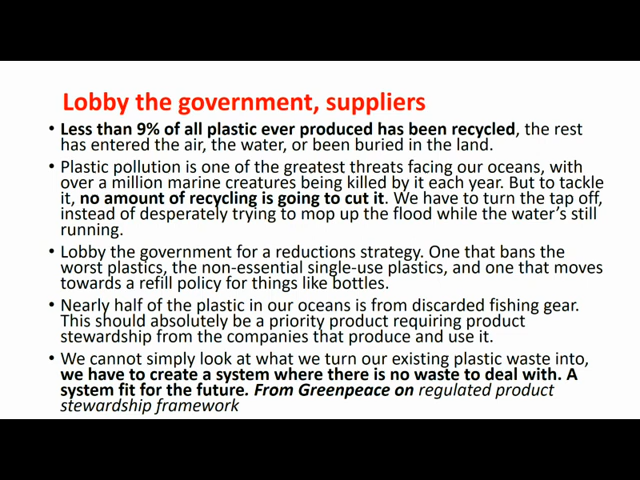 Lobby the government, suppliers
• Less than 9% of all plastic ever produced has been recycled, the rest
has entered the air, the water, or been buried in the land.
• Plastic pollution is one of the greatest threats facing our oceans, with
over a million marine creatures being killed by it each year. But to tackle
it, no amount of recycling is going to cut it. We have to turn the tap off,
instead of desperately trying to mop up the flood while the water’s still
running.
• Lobby the government for a reductions strategy. One that bans the
worst plastics, the non-essential single-use plastics, and one that moves
towards a refill policy for things like bottles.
• Nearly half of the plastic in our oceans is from discarded fishing gear.
This should absolutely be a priority product requiring product
stewardship from the companies that produce and use it.
• We cannot simply look at what we turn our existing plastic waste into,
we have to create a system where there is no waste to deal with. A
system fit for the future. From Greenpeace on regulated product
stewardship framework